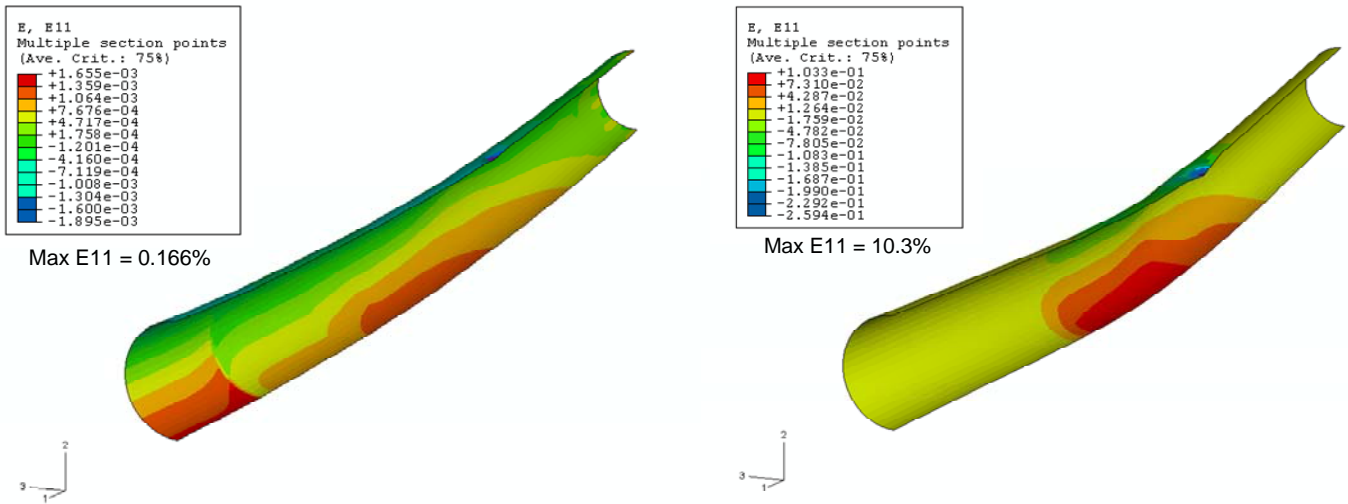 E, E11
Multiple section points
(Ave. Crit.: 75%)
+1.655e-03
+1.359e-03
+1.064e-03
+7.676e-04
+4.717e-04
+1.758e-04
-1.201e-04
-4.160e-04
-7.119e-04
-1.008e-03
-1.304e-03
-1.600e-03
-1.895e-03
Max E11 = 0.166%
2
3
1
E, E11
Multiple section points
(Ave. Crit.: 75%)
+1.033e-01
+7.310e-02
+4.287e-02
+1.264e-02
-1.759e-02
-4.782e-02
-7.805e-02
-1.083e-01
-1.385e-01
-1.687e-01
-1.990e-01
-2.292e-01
-2.594e-01
Max E11 = 10.3%
2
3
1